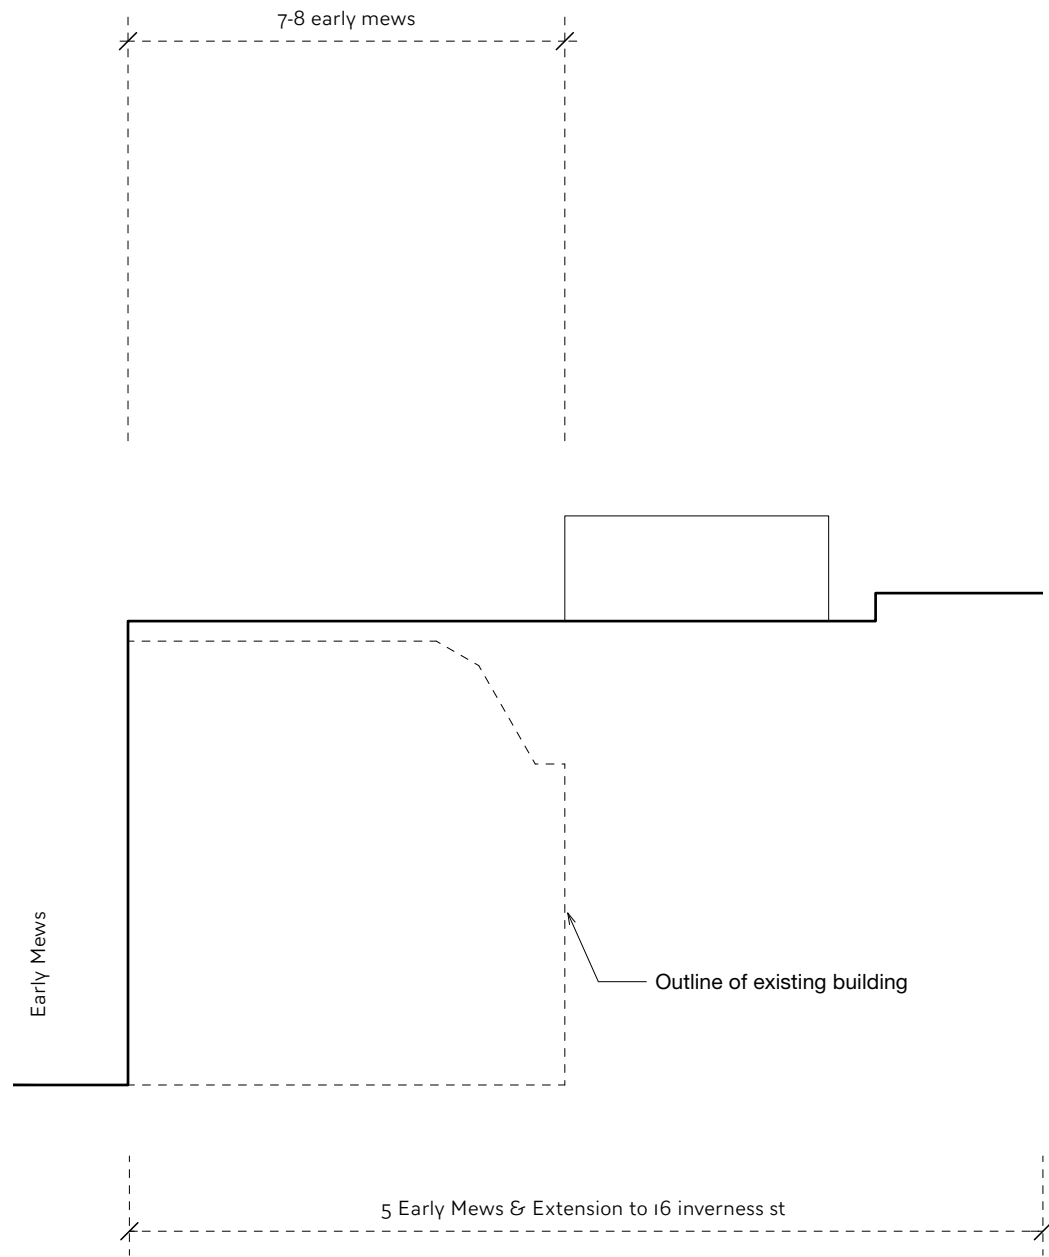 7-8 early mews
Early Mews
Outline of existing building
5 Early Mews & Extension to 16 inverness st